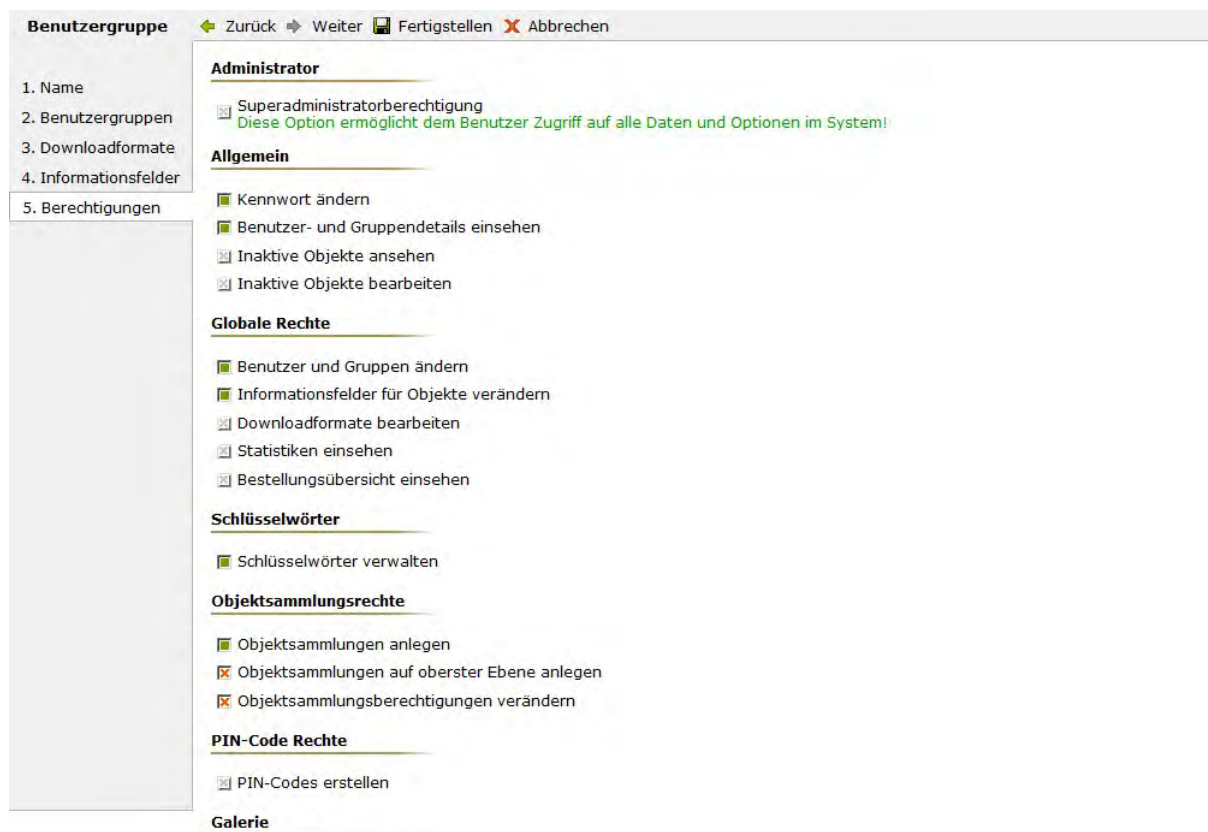 Benutzergruppe
Zurück Weiter Fertigstellen Abbrechen
1. Name
2. Benutzergruppen
3. Downloadformate
4. Informationsfelder
5. Berechtigungen
Administrator
Superadministratorberechtigung
Diese Option ermöglicht dem Benutzer Zugriff auf alle Daten und Optionen im System!
Allgemein
Kennwort ändern
Benutzer- und Gruppendetails einsehen
Inaktive Objekte ansehen
Inaktive Objekte bearbeiten
Globale Rechte
Benutzer und Gruppen ändern
Informationsfelder für Objekte verändern
Downloadformate bearbeiten
Statistiken einsehen
Bestellungsübersicht einsehen
Schlüsselwörter
Schlüsselwörter verwalten
Objektsammlungsrechte
Objektsammlungen anlegen
Objektsammlungen auf oberster Ebene anlegen
Objektsammlungsberechtigungen verändern
PIN-Code Rechte
PIN-Codes erstellen
Galerie